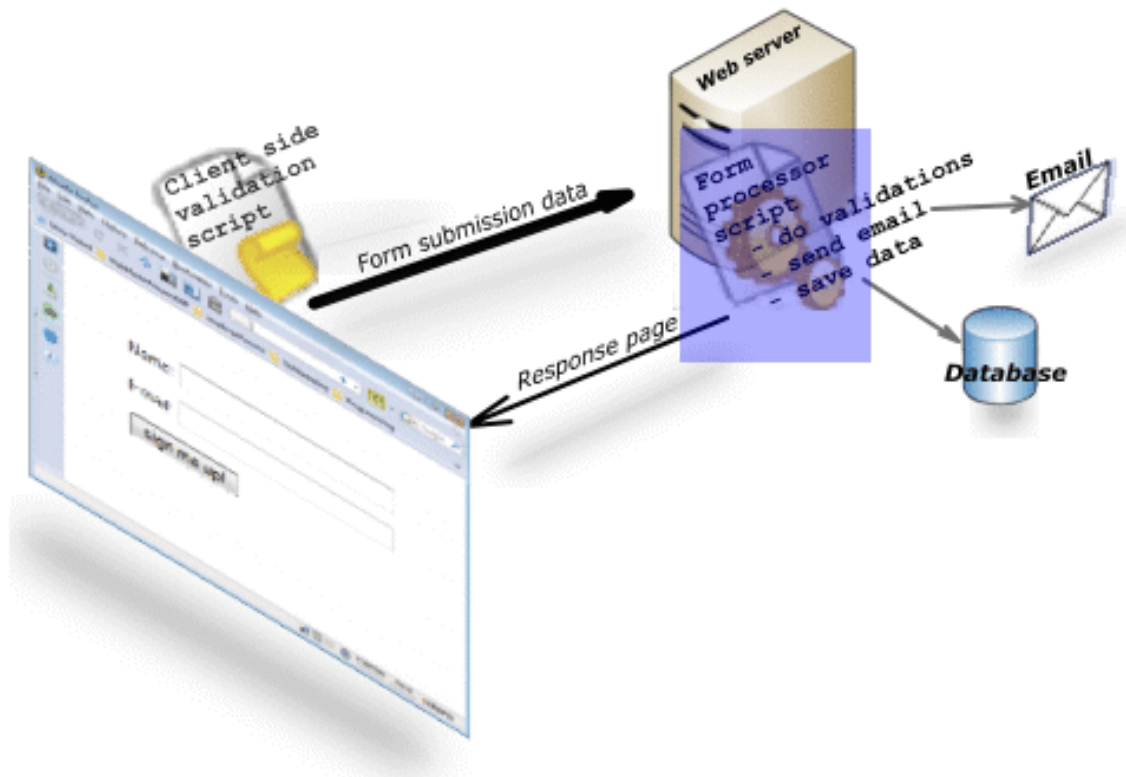 Web server
Client side
validation
script
Form submission data
Form
processor
script
- do validations
- send email
- save data
Email
Response page
Database
Name:
Email
sign me up!